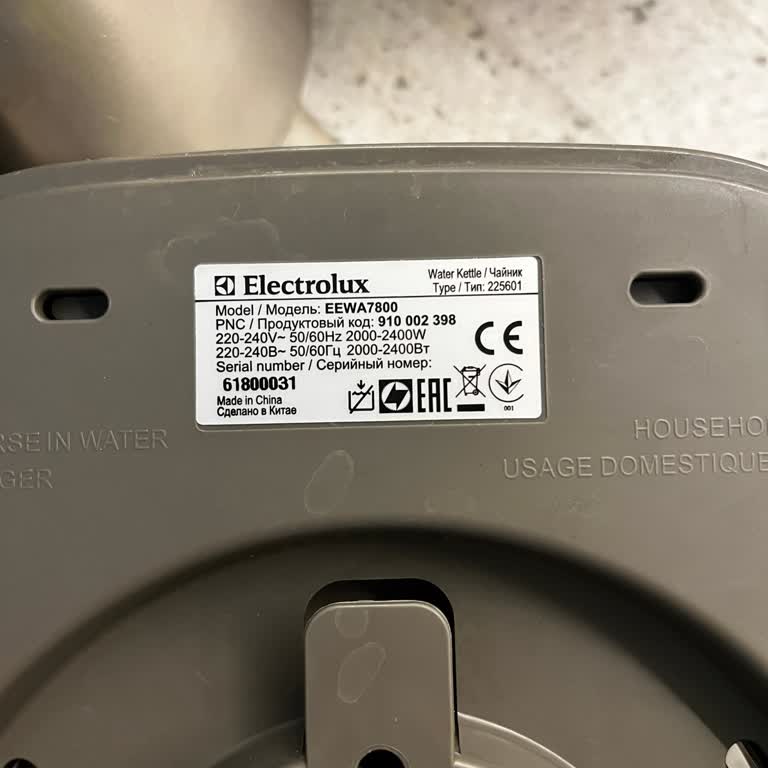 Electrolux
Water Kettle / Чайник
Type / Тип: 225601
Model / Модель: EEWA7800
PNC / Продуктовый код: 910 002 398
220-240V~ 50/60Hz 2000-2400W
220-240В~ 50/60Гц 2000-2400Вт
Serial number / Серийный номер:
61800031
Made in China
Сделано в Китае
CE
EAC
001
RSE IN WATER
GER
HOUSEHO
USAGE DOMESTIQUE